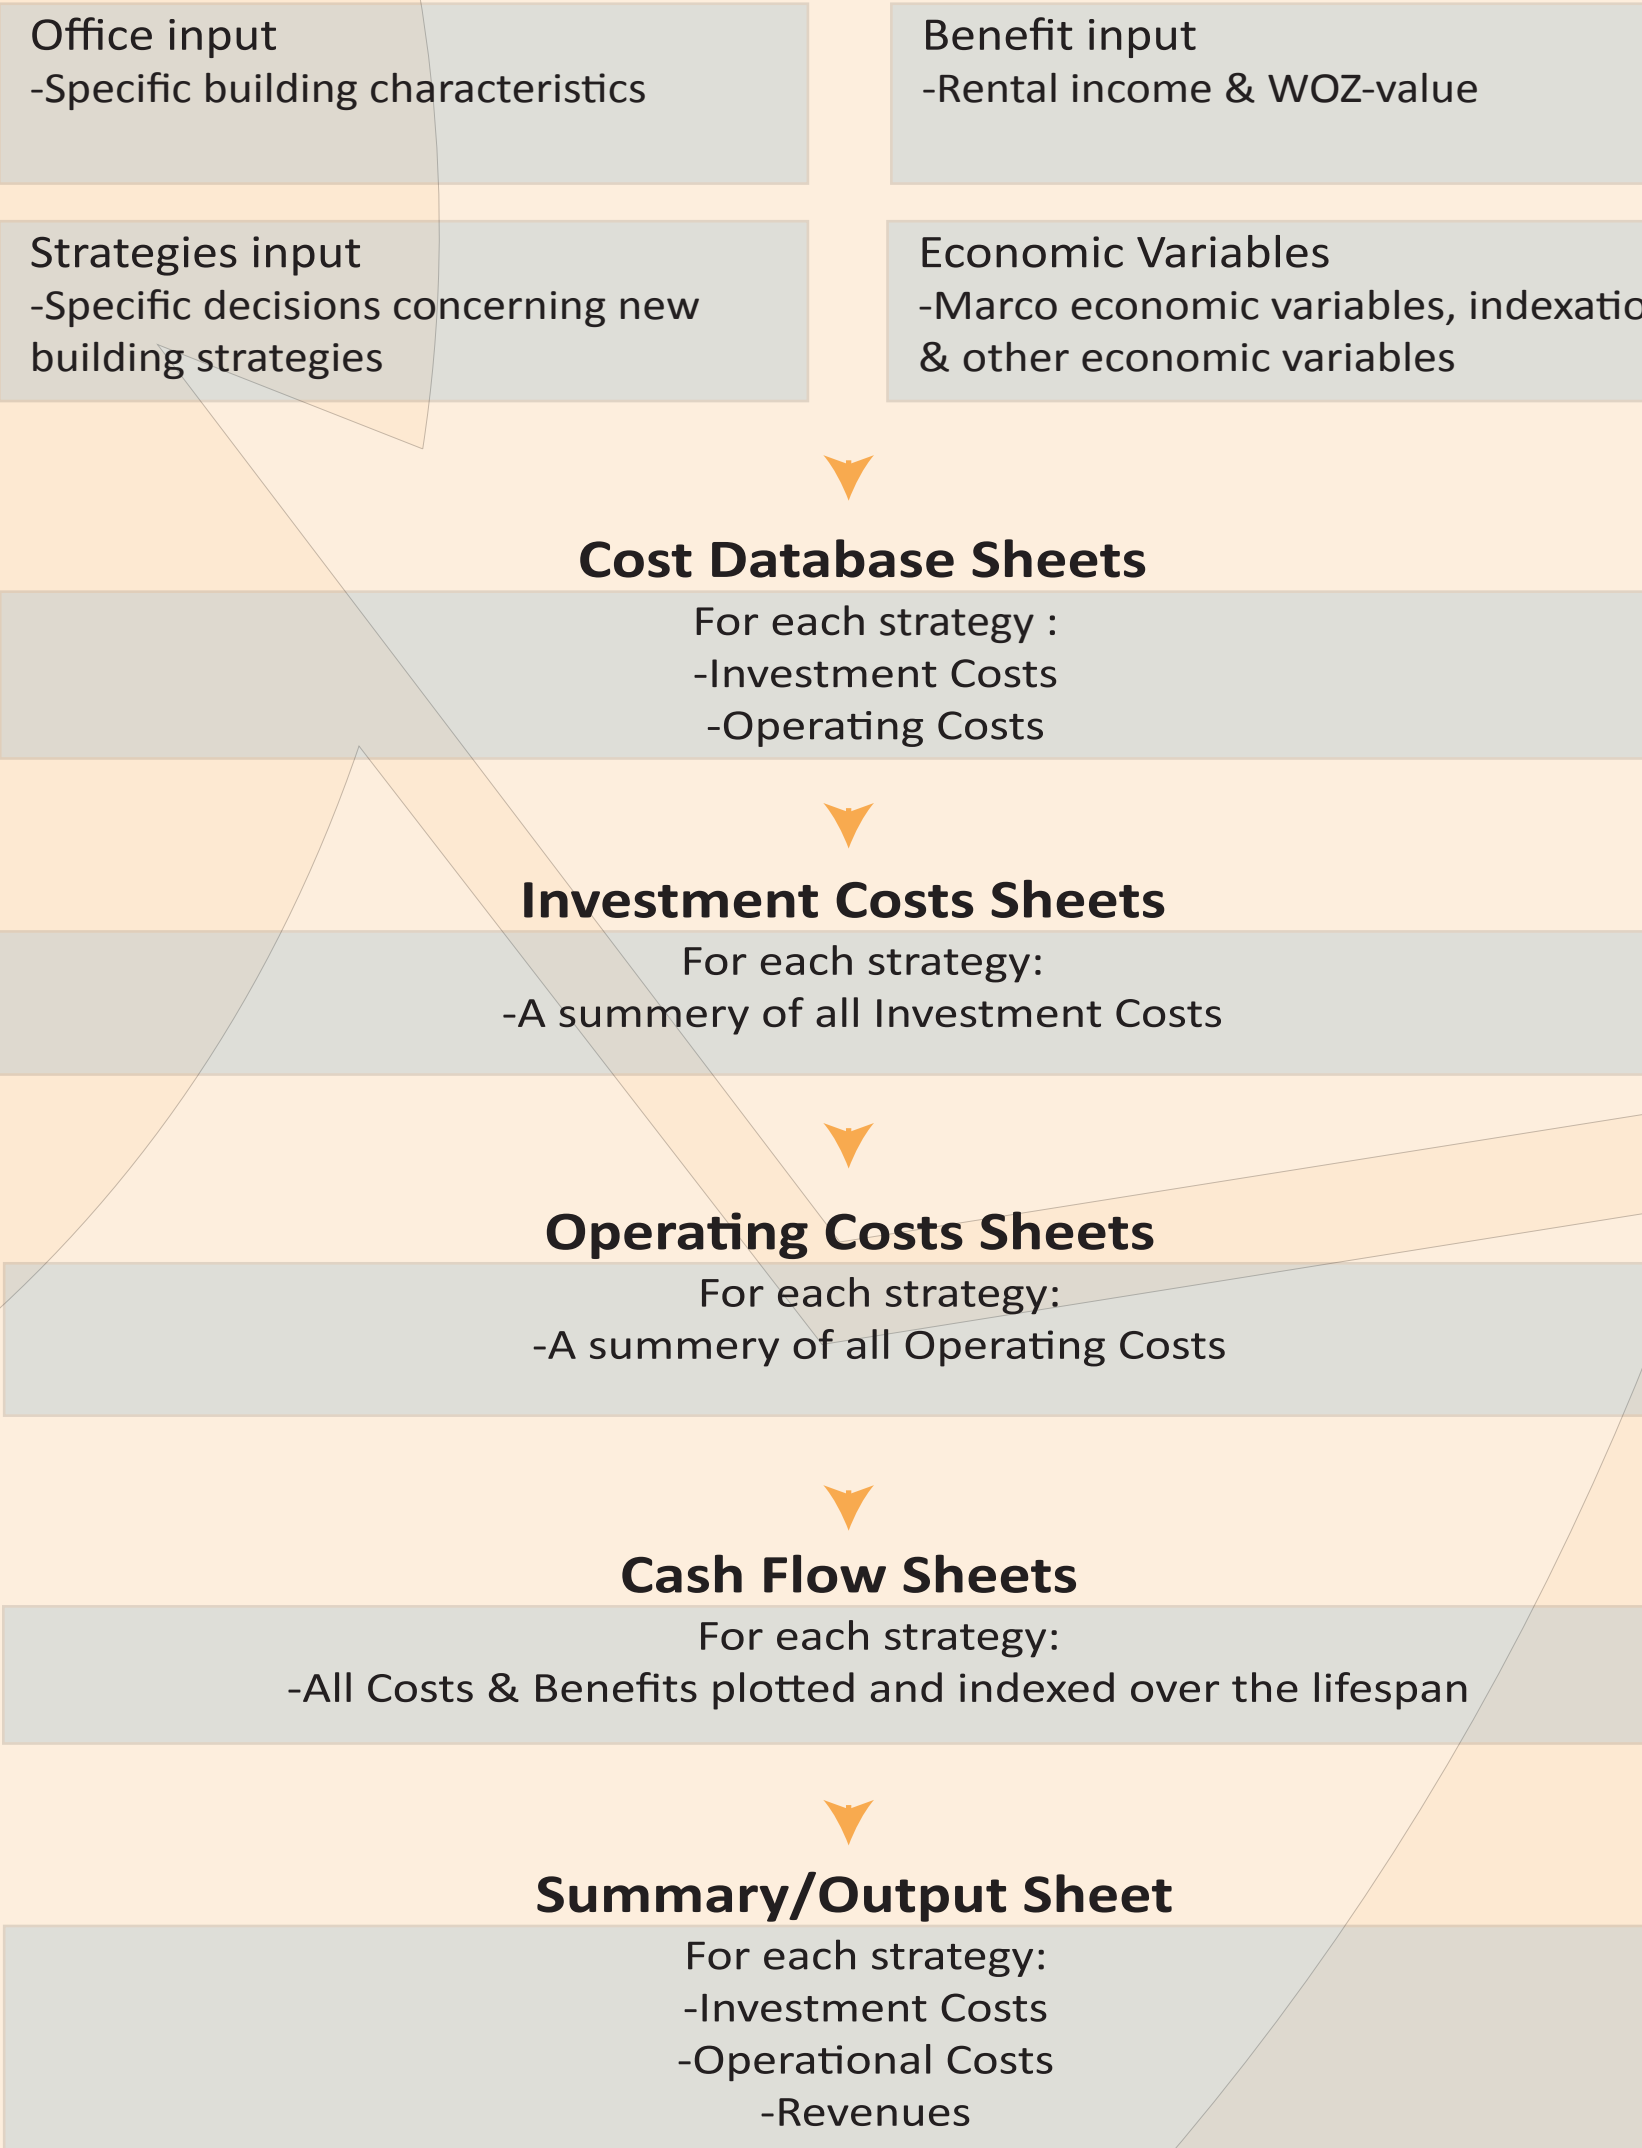 Office input
-Specific building characteristics
Benefit input
-Rental income & WOZ-value
Strategies input
-Specific decisions concerning new
building strategies
Economic Variables
-Marco economic variables, indexatio
& other economic variables
Cost Database Sheets
For each strategy :
-Investment Costs
-Operating Costs
Investment Costs Sheets
For each strategy:
-A summery of all Investment Costs
Operating Costs Sheets
For each strategy:
-A summery of all Operating Costs
Cash Flow Sheets
For each strategy:
-All Costs & Benefits plotted and indexed over the lifespan
Summary/Output Sheet
For each strategy:
-Investment Costs
-Operational Costs
-Revenues